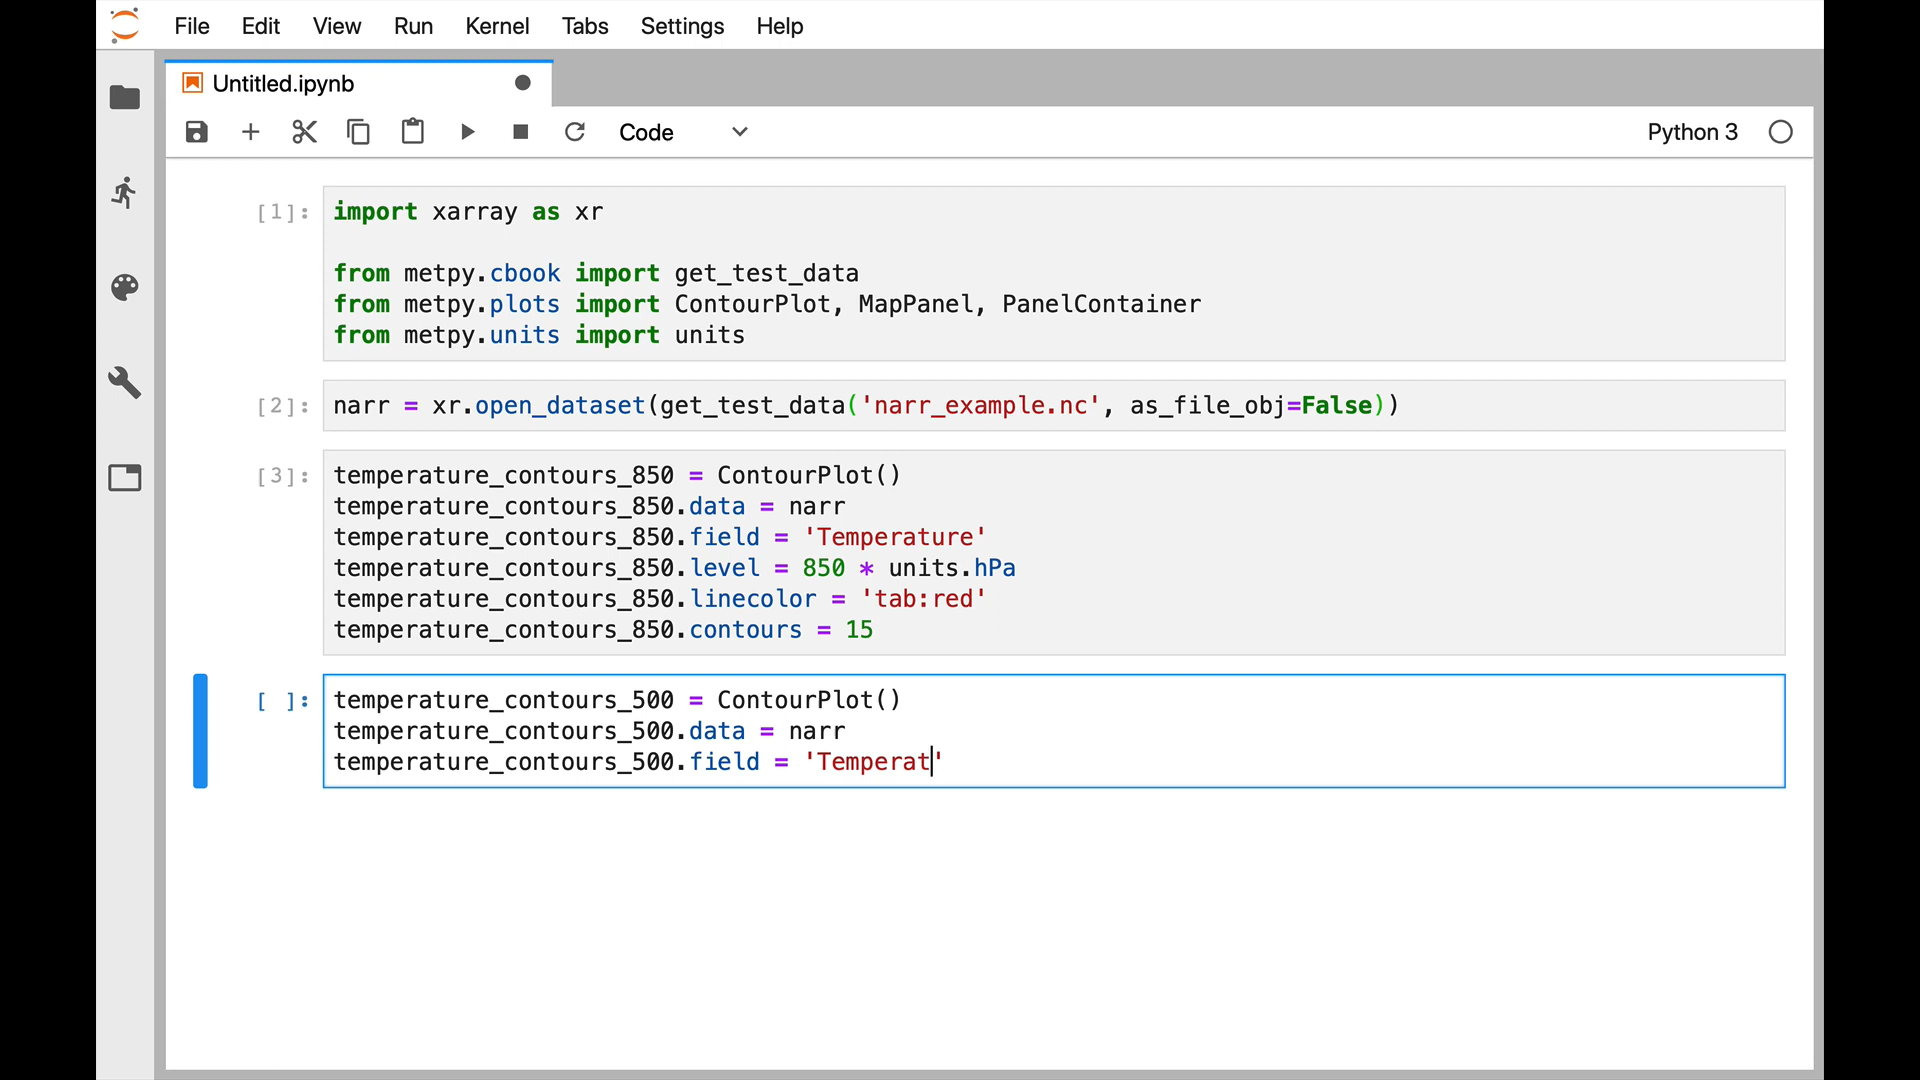 File Edit View Run Kernel Tabs Settings Help
Untitled.ipynb
Code Python 3
[1]: import xarray as xr
from metpy.cbook import get_test_data
from metpy.plots import ContourPlot, MapPanel, PanelContainer
from metpy.units import units
[2]: narr = xr.open_dataset(get_test_data('narr_example.nc', as_file_obj=False))
[3]: temperature_contours_850 = ContourPlot()
temperature_contours_850.data = narr
temperature_contours_850.field = 'Temperature'
temperature_contours_850.level = 850 * units.hPa
temperature_contours_850.linecolor = 'tab:red'
temperature_contours_850.contours = 15
[ ]: temperature_contours_500 = ContourPlot()
temperature_contours_500.data = narr
temperature_contours_500.field = 'Temperat'